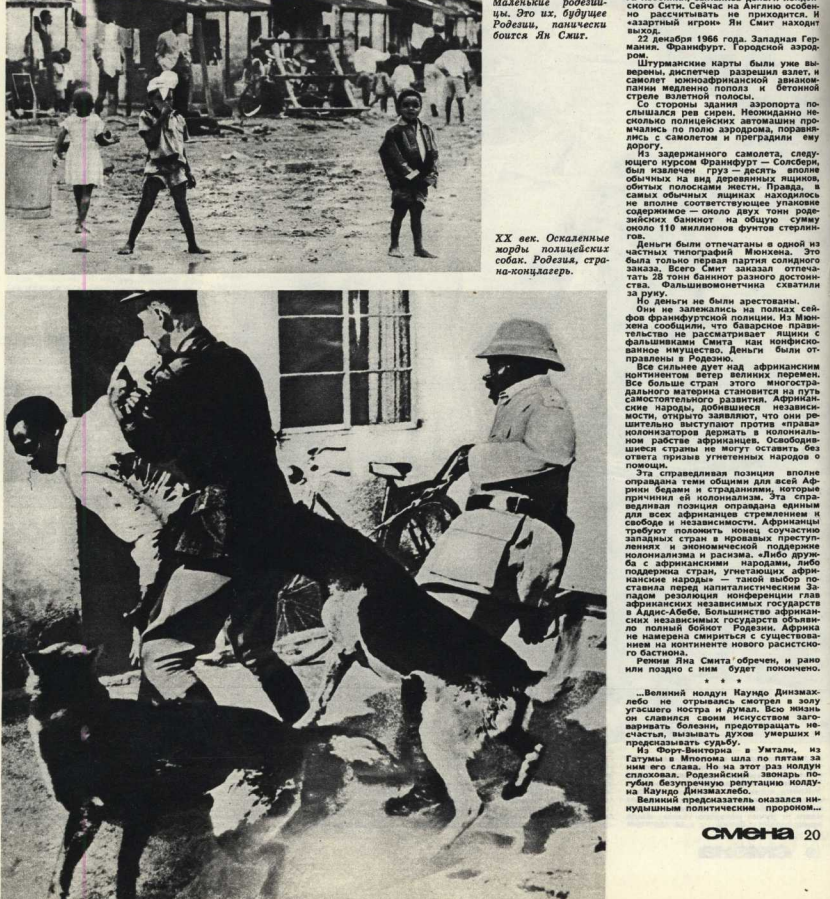 Маленькие родезий-
цы. Это их, будущее
Родезии, панически
боится Ян Смит.
XX век. Оскаленные
морды полицейских
собак. Родезия, стра-
на-концлагерь.
ского Сити. Сейчас на Англию особен-
но рассчитывать не приходится. И
«азартный игрок» Ян Смит находит
выход.
22 декабря 1966 года. Западная Гер-
мания. Франкфурт. Городской аэрод-
ром.
Штурманские карты были уже вы-
верены, диспетчер разрешил взлет, и
самолет южноафриканской авиаком-
пании медленно пополз к бетонной
стреле взлетной полосы.
Со стороны здания аэропорта по-
слышался рев сирен. Неожиданно не-
сколько полицейских автомашин про-
мчались по полю аэродрома, поравня-
лись с самолетом и преградили ему
дорогу.
Из задержанного самолета, следу-
ющего курсом Франкфурт — Солсбери,
был извлечен груз — десять вполне
обычных на вид деревянных ящиков,
обитых полосками жести. Правда, в
самых обычных ящиках находилось
не вполне соответствующее упаковке
содержимое — около двух тонн роде-
зийских банкнот на общую сумму
около 110 миллионов фунтов стерлин-
гов.
Деньги были отпечатаны в одной из
частных типографий Мюнхена. Это
была только первая партия солидного
заказа. Всего Смит заказал отпеча-
тать 28 тонн банкнот разного достоин-
ства. Фальшивомонетчика схватили
за руку.
Но деньги не были арестованы.
Они не залежались на полках сей-
фов франкфуртской полиции. Из Мюн-
хена сообщили, что баварское прави-
тельство не рассматривает ящики с
фальшивками Смита как конфиско-
ванное имущество. Деньги были от-
правлены в Родезию.
Все сильнее дует над африканским
континентом ветер великих перемен.
Все больше стран этого многостра-
дального материка становится на путь
самостоятельного развития. Африкан-
ские народы, добившиеся независи-
мости, открыто заявляют, что они ре-
шительно выступают против «права»
колонизаторов держать в колониаль-
ном рабстве африканцев. Освободив-
шиеся страны не могут оставить без
ответа призыв угнетенных народов о
помощи.
Эта справедливая позиция вполне
оправдана теми общими для всей Аф-
рики бедами и страданиями, которые
причинил ей колониализм. Эта спра-
ведливая позиция оправдана единым
для всех африканцев стремлением к
свободе и независимости. Африканцы
требуют положить конец соучастию
западных стран в кровавых преступ-
лениях и экономической поддержке
колониализма и расизма. «Либо друж-
ба с африканскими народами, либо
поддержка стран, угнетающих афри-
канские народы» — такой выбор по-
ставила перед капиталистическим За-
падом резолюция конференции глав
африканских независимых государств
в Аддис-Абебе. Большинство африкан-
ских независимых государств объяви-
ло полный бойкот Родезии. Африка
не намерена смириться с существова-
нием на континенте нового расистско-
го бастиона.
Режим Яна Смита обречен, и рано
или поздно с ним будет покончено.
* * *
...Великий колдун Каундо Динзмах-
лебо не отрываясь смотрел в золу
угасшего костра и думал. Всю жизнь
он славился своим искусством заго-
варивать болезни, предотвращать не-
счастья, вызывать духов умерших и
предсказывать судьбу.
Из Форт-Виктория в Умтали, из
Гатумы в Мпопома шла по пятам за
ним его слава. Но на этот раз колдун
сплоховал. Родезийский звонарь по-
губил безупречную репутацию колду-
на Каундо Динзмахлебо.
Великий предсказатель оказался ни-
кудышным политическим пророком...
смена 20